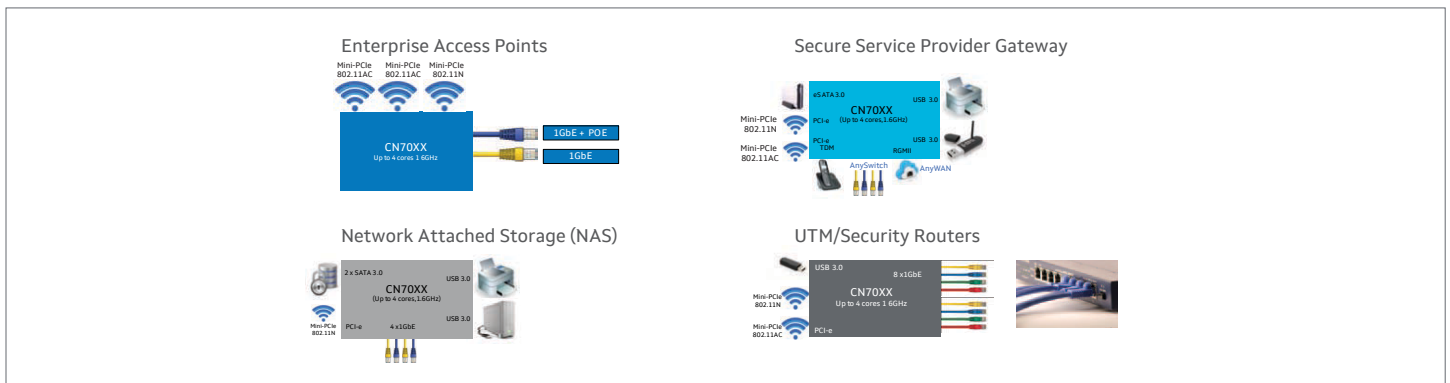 Enterprise Access Points
Mini-PCIe 802.11AC
Mini-PCIe 802.11AC
Mini-PCIe 802.11N
CN70XX
Up to 4 cores 1 6GHz
1GbE + POE
1GbE
Secure Service Provider Gateway
eSATA3.0
USB 3.0
CN70XX
(Up to 4 cores,1.6GHz)
Mini-PCIe
802.11N
PCI-e
Mini-PCIe
802.11AC
PCI-e
TDM
USB 3.0
RGMII
AnySwitch
AnyWAN
Network Attached Storage (NAS)
2 x SATA 3.0
USB 3.0
CN70XX
(Up to 4 cores,1.6GHz)
Mini-PCIe
802.11N
PCI-e
4 x1GbE
USB 3.0
UTM/Security Routers
USB 3.0
8 x1GbE
CN70XX
Up to 4 cores 1 6GHz
Mini-PCIe
802.11N
Mini-PCIe
802.11AC
PCI-e